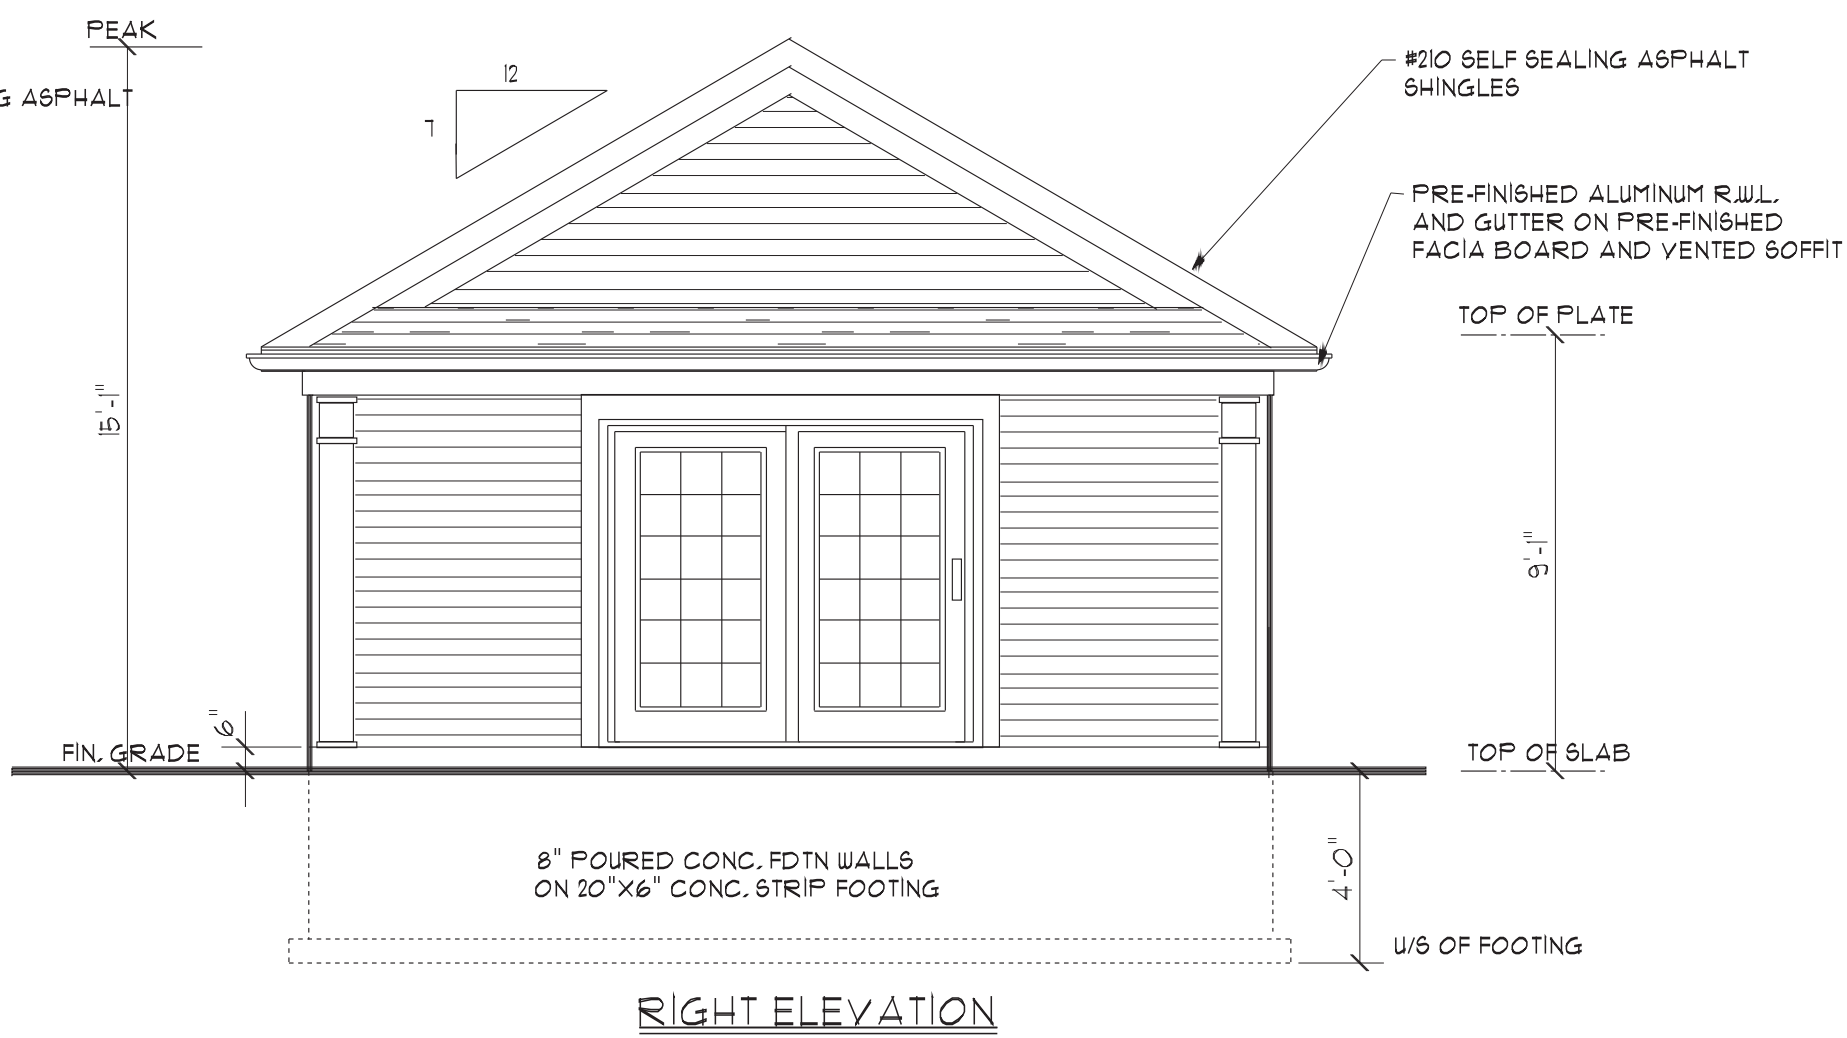 PEAK
G ASPHALT
12
7
#210 SELF SEALING ASPHALT
SHINGLES
PRE-FINISHED ALUMINUM R.W.L.
AND GUTTER ON PRE-FINISHED
FACIA BOARD AND VENTED SOFFIT
TOP OF PLATE
15'-1"
9'-1"
6"
FIN. GRADE
TOP OF SLAB
8" POURED CONC. FDTN WALLS
ON 20"X6" CONC. STRIP FOOTING
4'-0"
U/S OF FOOTING
RIGHT ELEVATION